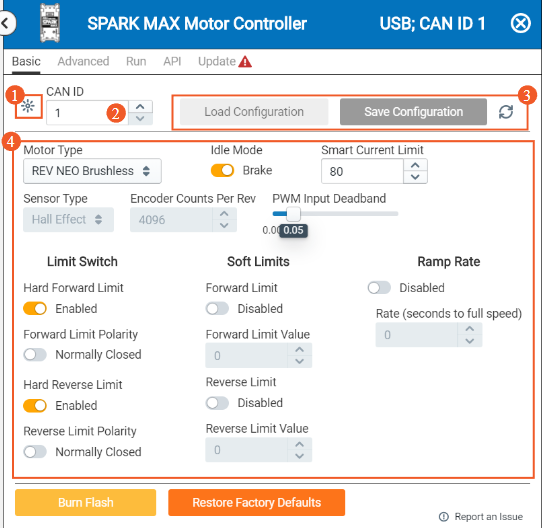 SPARK MAX Motor Controller USB; CAN ID 1
Basic Advanced Run API Update
1 CAN ID 3
1 2 Load Configuration Save Configuration
4
Motor Type Idle Mode Smart Current Limit
REV NEO Brushless Brake 80
Sensor Type Encoder Counts Per Rev PWM Input Deadband
Hall Effect 4096
0.05
Limit Switch Soft Limits Ramp Rate
Hard Forward Limit Forward Limit Disabled
Enabled Disabled Rate (seconds to full speed)
Forward Limit Polarity Forward Limit Value 0
Normally Closed 0
Hard Reverse Limit Reverse Limit
Enabled Disabled
Reverse Limit Polarity Reverse Limit Value
Normally Closed 0
Burn Flash Restore Factory Defaults
Report an Issue